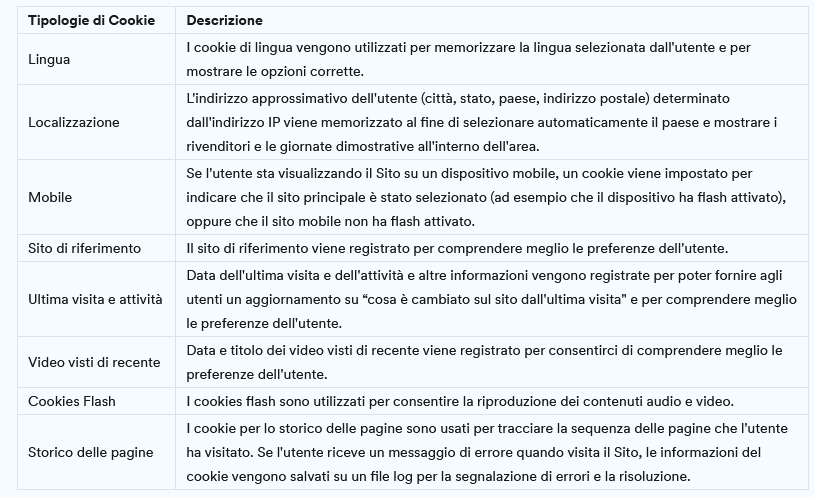 Tipologie di Cookie Descrizione
Lingua
I cookie di lingua vengono utilizzati per memorizzare la lingua selezionata dall'utente e per
mostrare le opzioni corrette.
Localizzazione
L'indirizzo approssimativo dell'utente (città, stato, paese, indirizzo postale) determinato
dall'indirizzo IP viene memorizzato al fine di selezionare automaticamente il paese e mostrare i
rivenditori e le giornate dimostrative all'interno dell'area.
Mobile
Se l'utente sta visualizzando il Sito su un dispositivo mobile, un cookie viene impostato per
indicare che il sito principale è stato selezionato (ad esempio che il dispositivo ha flash attivato),
oppure che il sito mobile non ha flash attivato.
Sito di riferimento Il sito di riferimento viene registrato per comprendere meglio le preferenze dell'utente.
Ultima visita e attività
Data dell'ultima visita e dell'attività e altre informazioni vengono registrate per poter fornire agli
utenti un aggiornamento su “cosa è cambiato sul sito dall'ultima visita" e per comprendere meglio
le preferenze dell'utente.
Video visti di recente
Data e titolo dei video visti di recente viene registrato per consentirci di comprendere meglio le
preferenze dell'utente.
Cookies Flash I cookies flash sono utilizzati per consentire la riproduzione dei contenuti audio e video.
Storico delle pagine
I cookie per lo storico delle pagine sono usati per tracciare la sequenza delle pagine che l'utente
ha visitato. Se l'utente riceve un messaggio di errore quando visita il Sito, le informazioni del
cookie vengono salvati su un file log per la segnalazione di errori e la risoluzione.